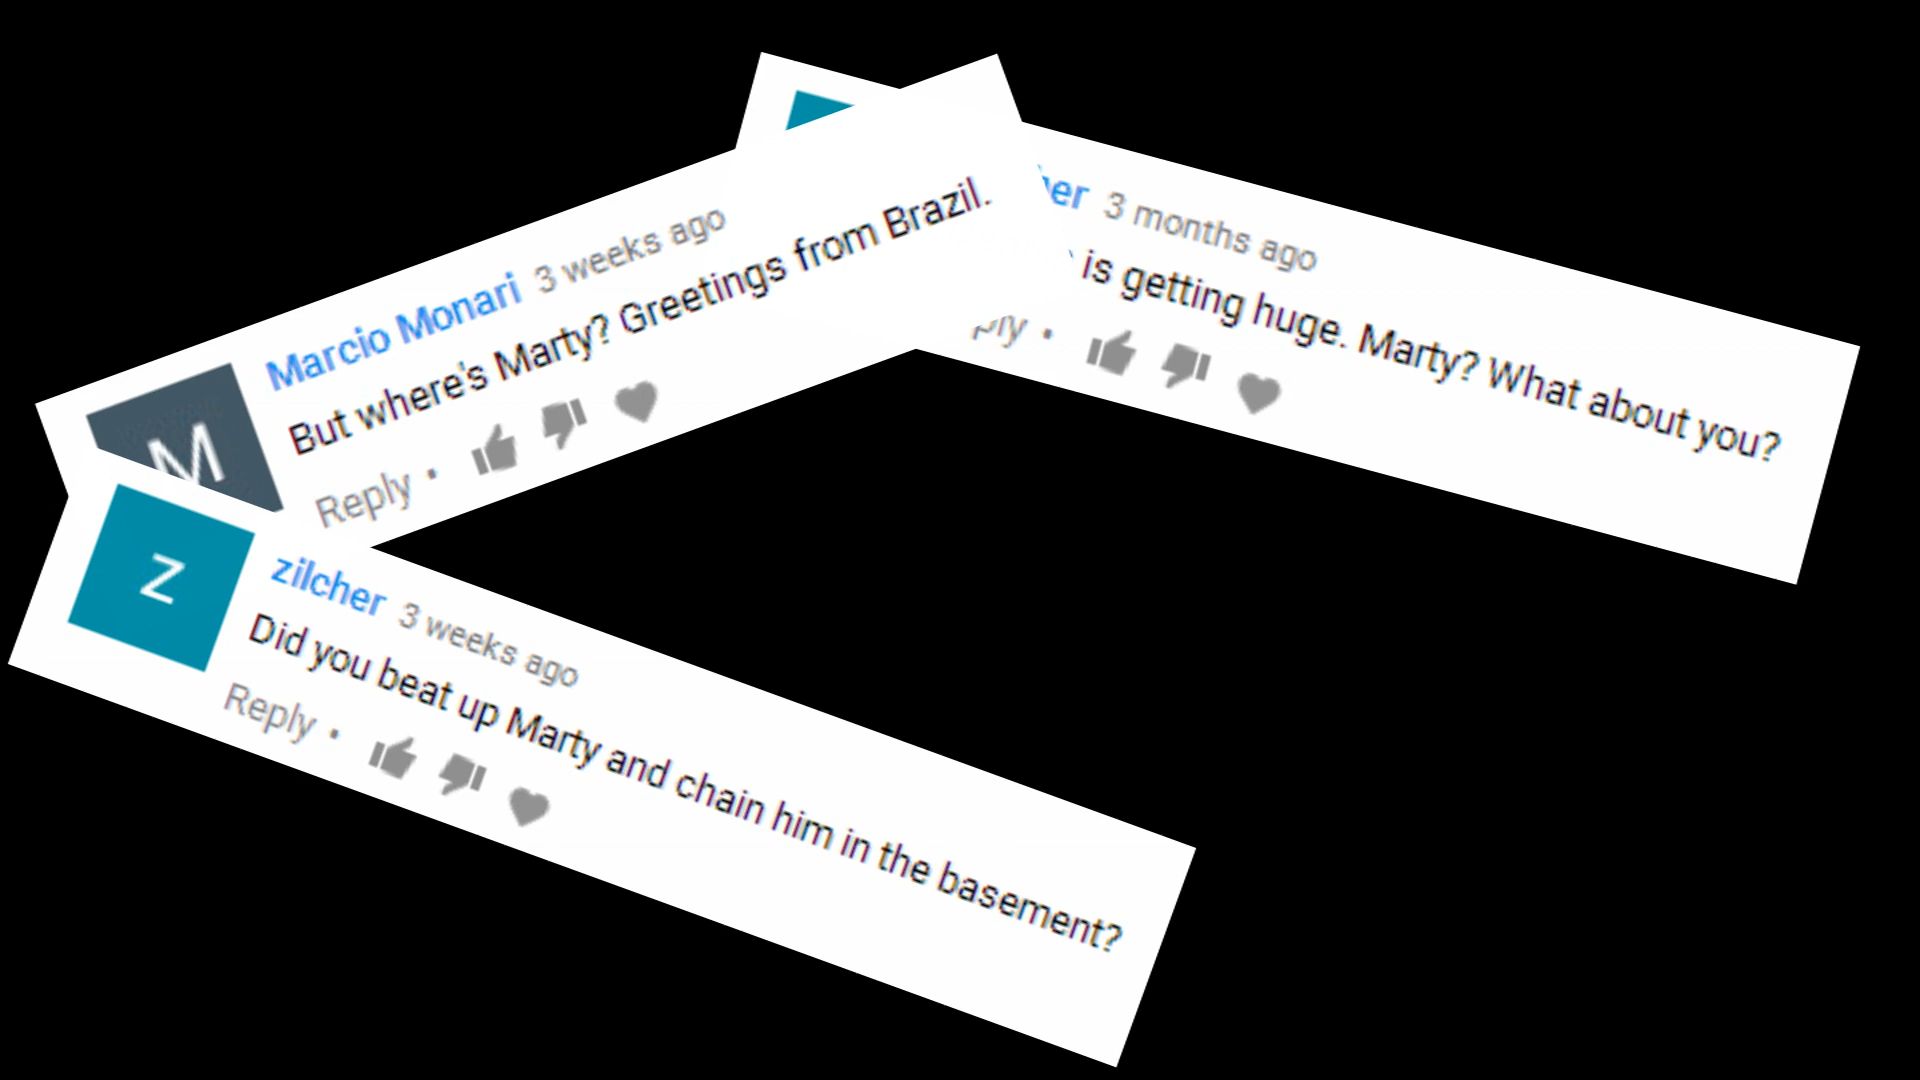 M
Marcio Monari 3 weeks ago
But where's Marty? Greetings from Brazil.
Reply •
3 months ago
is getting huge. Marty? What about you?
•
z
zilcher 3 weeks ago
Did you beat up Marty and chain him in the basement?
Reply •